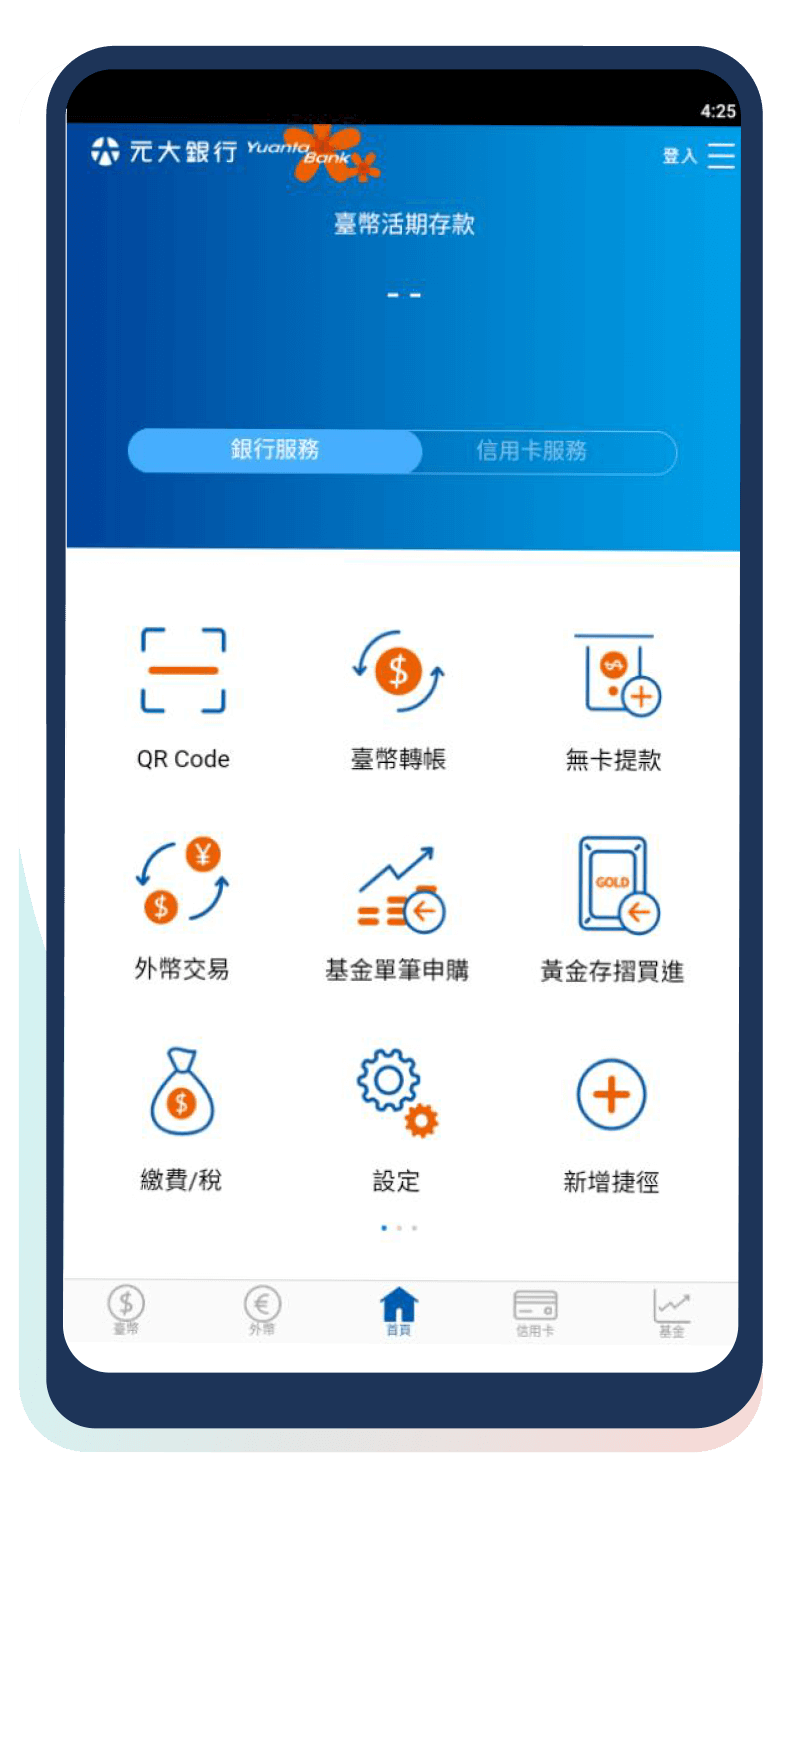 4:25
元大銀行 Yuanta Bank
登入
臺幣活期存款
--
銀行服務 信用卡服務
QR Code 臺幣轉帳 無卡提款
GOLD
外幣交易 基金單筆申購 黃金存摺買進
繳費/稅 設定 新增捷徑
臺幣 外幣 首頁 信用卡 基金